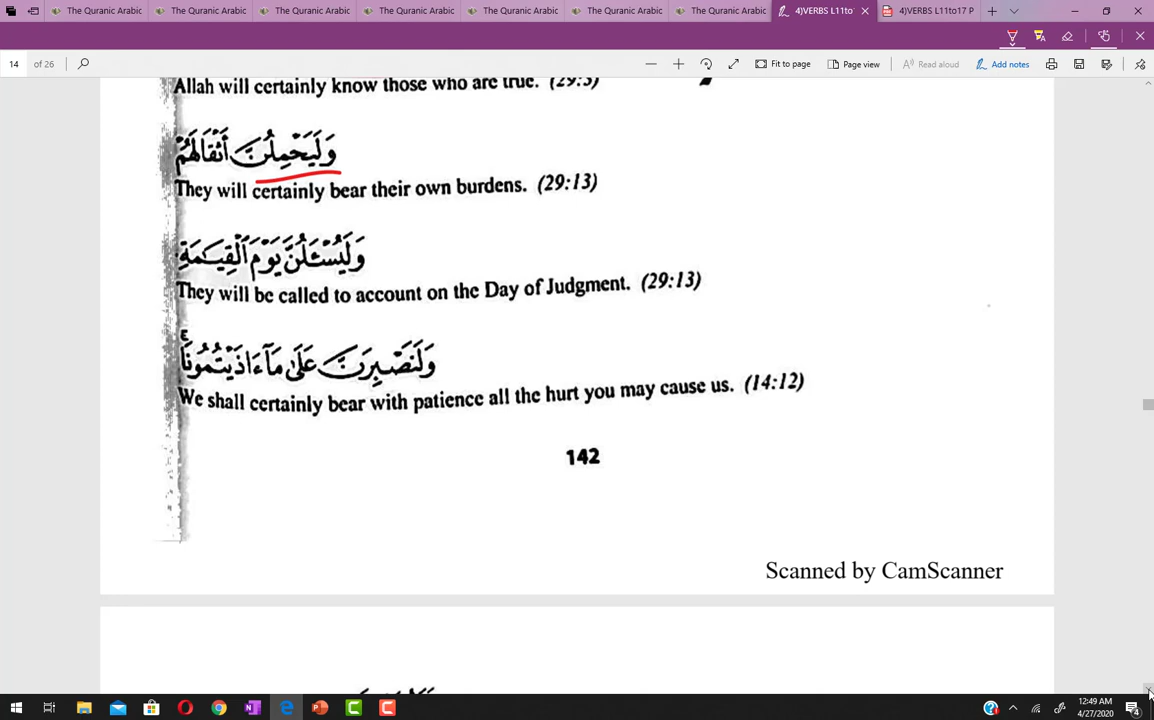 The Quranic Arabic
The Quranic Arabic
The Quranic Arabic
The Quranic Arabic
The Quranic Arabic
The Quranic Arabic
The Quranic Arabic
4)VERBS L11to
4)VERBS L11to17 P
14 of 26
Fit to page
Page view
Read aloud
Add notes
Allah will certainly know those who are true. (29:3)
وَلَيَحْمِلُنَّ أَثْقَالَهُمْ
They will certainly bear their own burdens. (29:13)
وَلَيُسْـَٔلُنَّ يَوْمَ ٱلْقِيَـٰمَةِ
They will be called to account on the Day of Judgment. (29:13)
وَلَنَصْبِرَنَّ عَلَىٰ مَآ ءَاذَيْتُمُونَا
We shall certainly bear with patience all the hurt you may cause us. (14:12)
142
Scanned by CamScanner
12:49 AM
4/27/2020
4